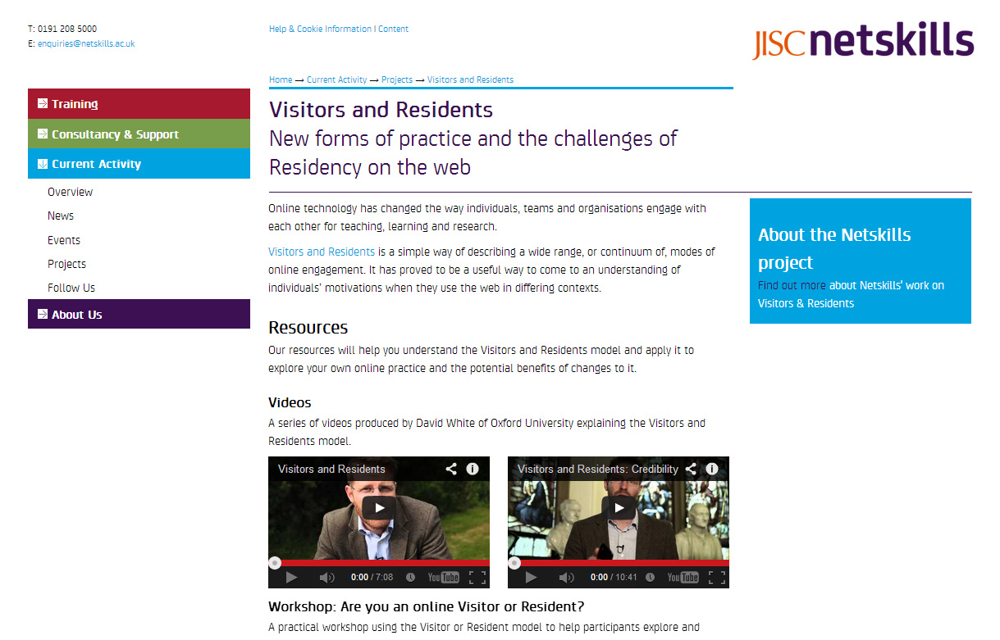 T: 0191 208 5000
E: enquiries@netskills.ac.uk
Help & Cookie Information | Content
JISC netskills
Training
Consultancy & Support
Current Activity
Overview
News
Events
Projects
Follow Us
About Us
Home → Current Activity → Projects → Visitors and Residents
Visitors and Residents
New forms of practice and the challenges of
Residency on the web
Online technology has changed the way individuals, teams and organisations engage with
each other for teaching, learning and research.
Visitors and Residents is a simple way of describing a wide range, or continuum of, modes of
online engagement. It has proved to be a useful way to come to an understanding of
individuals' motivations when they use the web in differing contexts.
Resources
Our resources will help you understand the Visitors and Residents model and apply it to
explore your own online practice and the potential benefits of changes to it.
Videos
A series of videos produced by David White of Oxford University explaining the Visitors and
Residents model.
Visitors and Residents
0:00 / 7:08 YouTube
Visitors and Residents: Credibility
0:00 / 10:41 YouTube
Workshop: Are you an online Visitor or Resident?
A practical workshop using the Visitor or Resident model to help participants explore and
About the Netskills
project
Find out more about Netskills' work on
Visitors & Residents